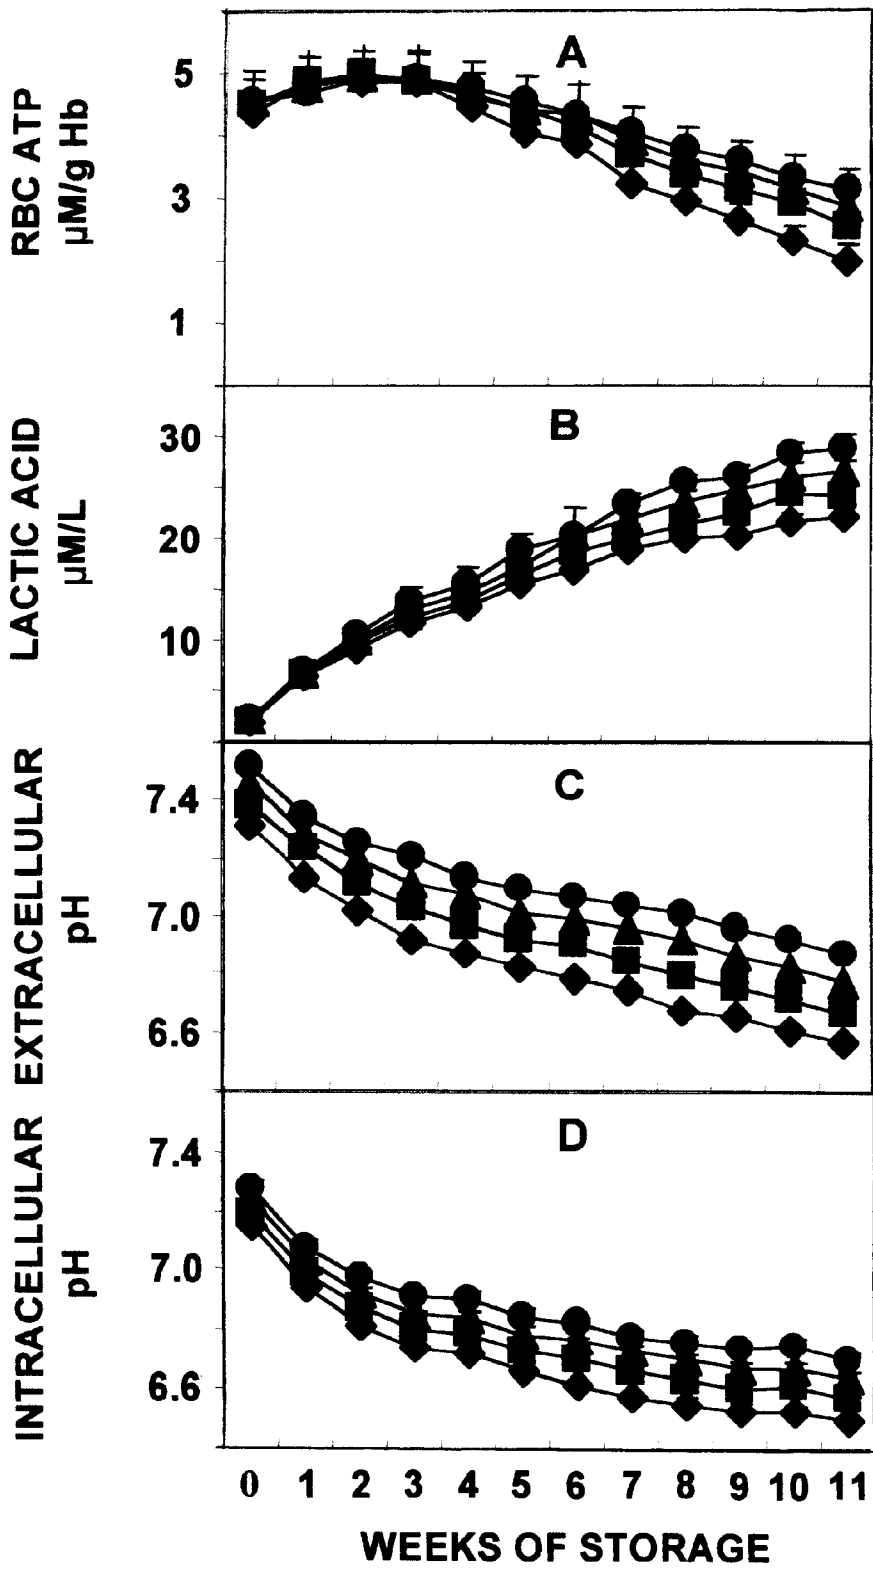 A
RBC ATP
µM/g Hb
5
3
1
B
LACTIC ACID
µM/L
30
20
10
C
EXTRACELLULAR
pH
7.4
7.0
6.6
D
INTRACELLULAR
pH
7.4
7.0
6.6
0 1 2 3 4 5 6 7 8 9 10 11
WEEKS OF STORAGE